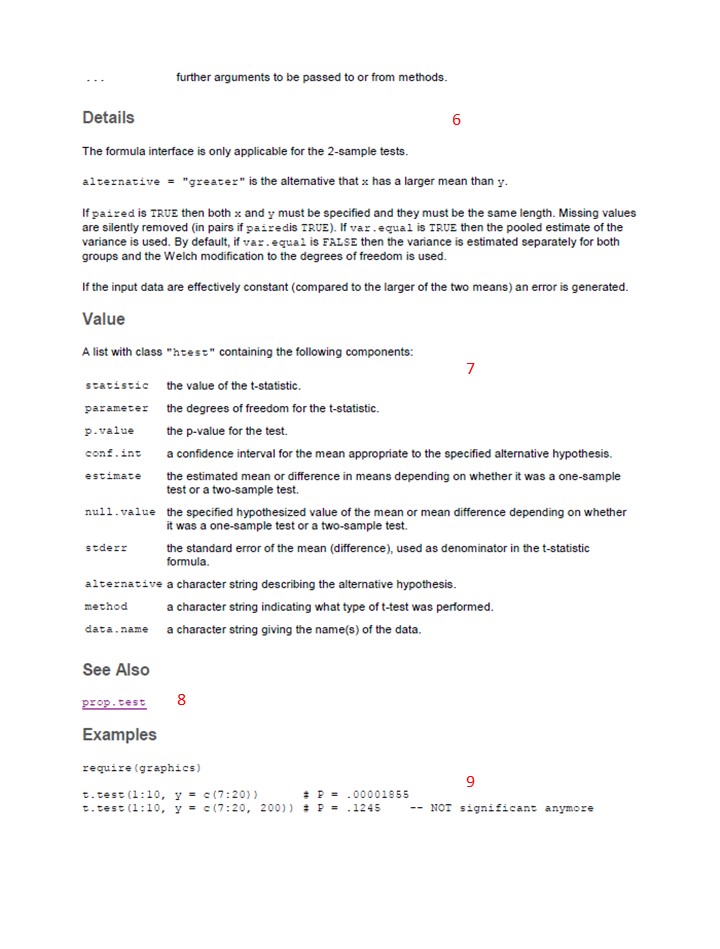 ... further arguments to be passed to or from methods.
Details 6
The formula interface is only applicable for the 2-sample tests.
alternative = "greater" is the alternative that x has a larger mean than y.
If paired is TRUE then both x and y must be specified and they must be the same length. Missing values
are silently removed (in pairs if pairedis TRUE). If var.equal is TRUE then the pooled estimate of the
variance is used. By default, if var.equal is FALSE then the variance is estimated separately for both
groups and the Welch modification to the degrees of freedom is used.
If the input data are effectively constant (compared to the larger of the two means) an error is generated.
Value
A list with class "htest" containing the following components:
7
statistic the value of the t-statistic.
parameter the degrees of freedom for the t-statistic.
p.value the p-value for the test.
conf.int a confidence interval for the mean appropriate to the specified alternative hypothesis.
estimate the estimated mean or difference in means depending on whether it was a one-sample
test or a two-sample test.
null.value the specified hypothesized value of the mean or mean difference depending on whether
it was a one-sample test or a two-sample test.
stderr the standard error of the mean (difference), used as denominator in the t-statistic
formula.
alternative a character string describing the alternative hypothesis.
method a character string indicating what type of t-test was performed.
data.name a character string giving the name(s) of the data.
See Also
prop.test 8
Examples
require(graphics)
9
t.test(1:10, y = c(7:20)) # P = .00001855
t.test(1:10, y = c(7:20, 200)) # P = .1245 -- NOT significant anymore